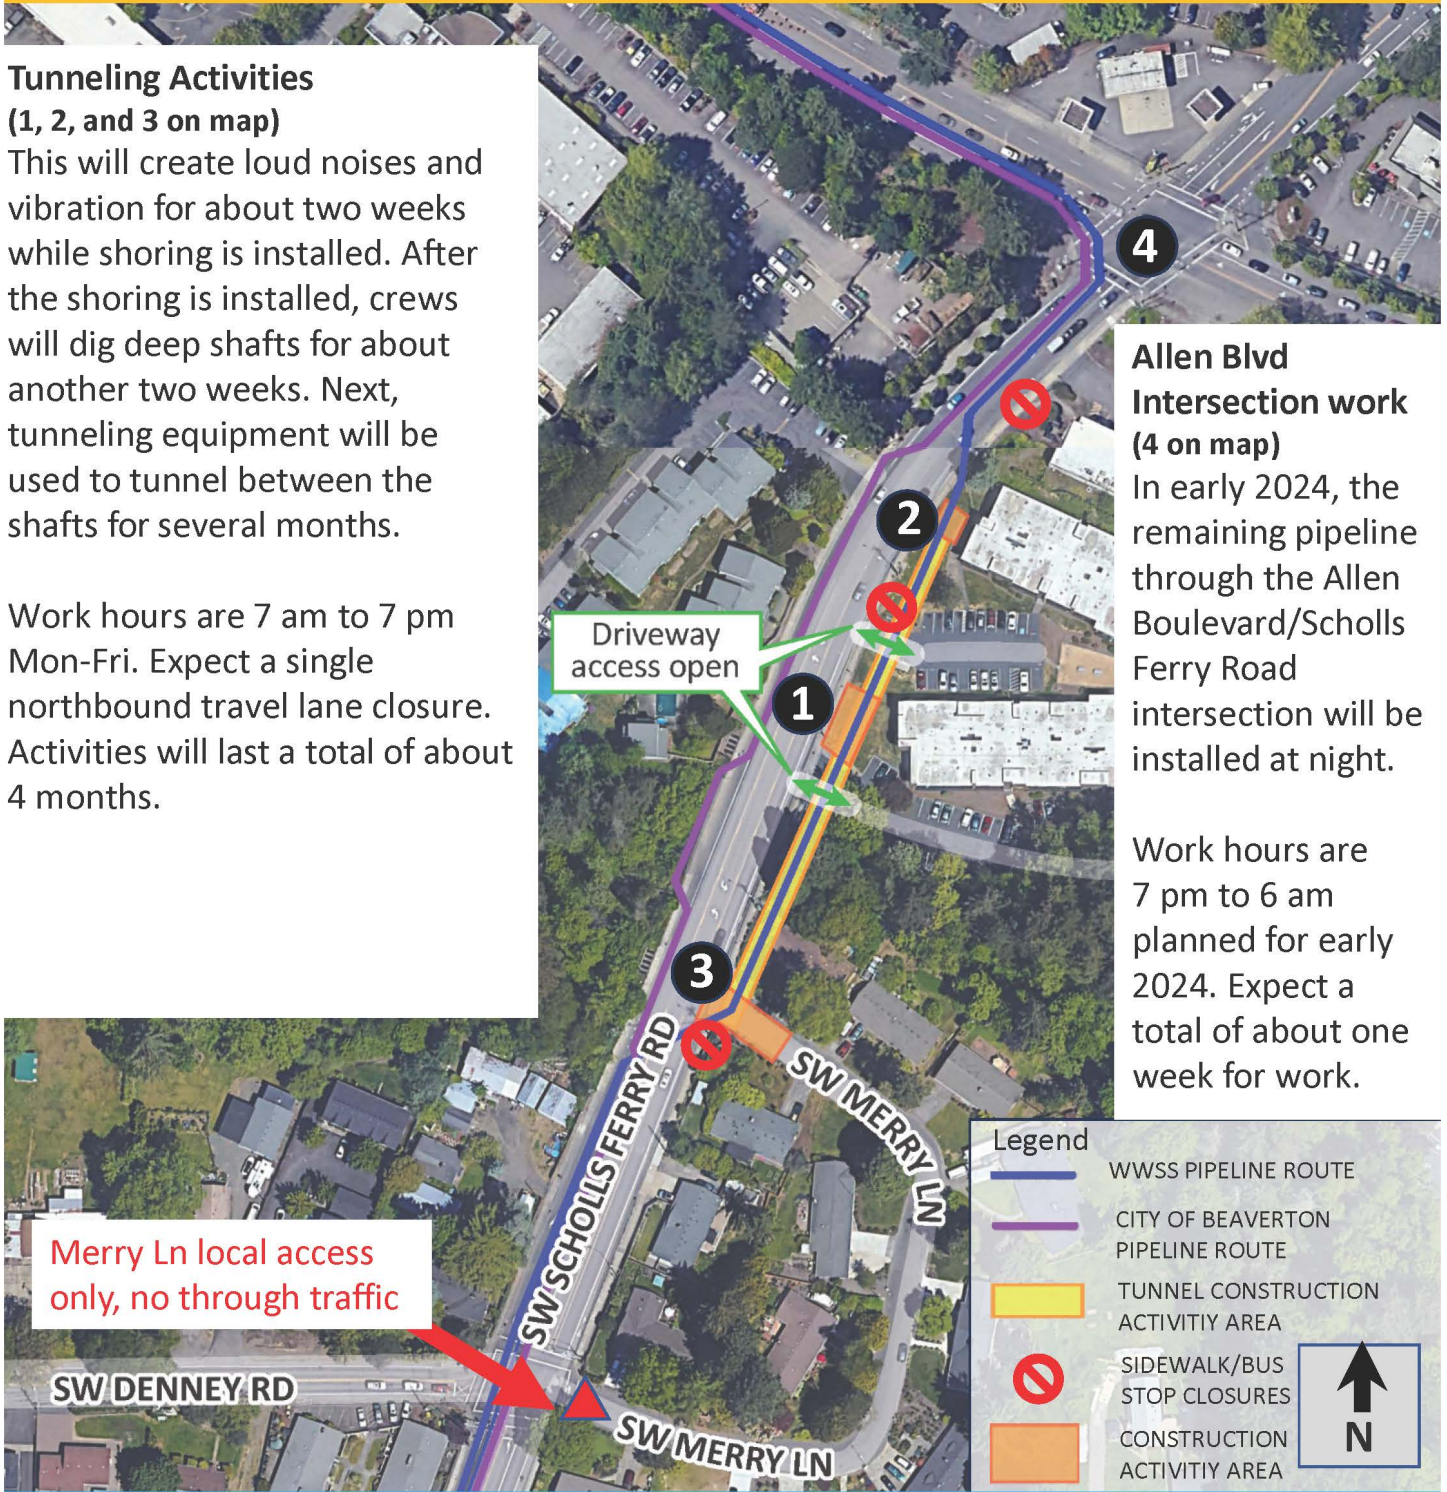 Tunneling Activities
(1, 2, and 3 on map)
This will create loud noises and
vibration for about two weeks
while shoring is installed. After
the shoring is installed, crews
will dig deep shafts for about
another two weeks. Next,
tunneling equipment will be
used to tunnel between the
shafts for several months.
Work hours are 7 am to 7 pm
Mon-Fri. Expect a single
northbound travel lane closure.
Activities will last a total of about
4 months.
4
Allen Blvd
Intersection work
(4 on map)
In early 2024, the
remaining pipeline
through the Allen
Boulevard/Scholls
Ferry Road
intersection will be
installed at night.
Work hours are
7 pm to 6 am
planned for early
2024. Expect a
total of about one
week for work.
2
Driveway
access open
1
3
SW SCHOLLS FERRY RD
SW MERRY LN
Merry Ln local access
only, no through traffic
SW DENNEY RD
SW MERRY LN
Legend
WWSS PIPELINE ROUTE
CITY OF BEAVERTON
PIPELINE ROUTE
TUNNEL CONSTRUCTION
ACTIVITIY AREA
SIDEWALK/BUS
STOP CLOSURES
CONSTRUCTION
ACTIVITIY AREA
N